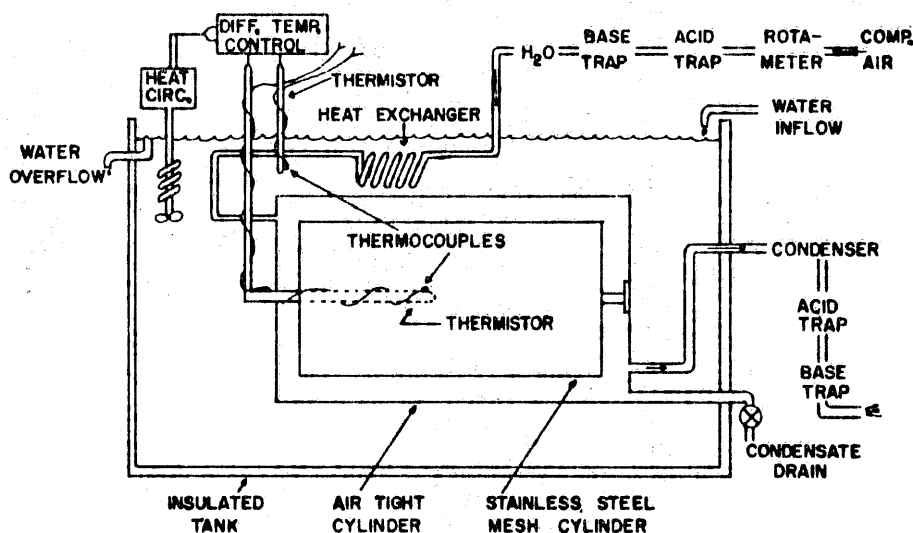 DIFF. TEMP.
CONTROL
HEAT
CIRC.
THERMISTOR
HEAT EXCHANGER
H₂O
BASE
TRAP
ACID
TRAP
ROTA-
METER
COMP.
AIR
WATER
INFLOW
WATER
OVERFLOW
THERMOCOUPLES
THERMISTOR
CONDENSER
ACID
TRAP
BASE
TRAP
CONDENSATE
DRAIN
INSULATED
TANK
AIR TIGHT
CYLINDER
STAINLESS STEEL
MESH CYLINDER